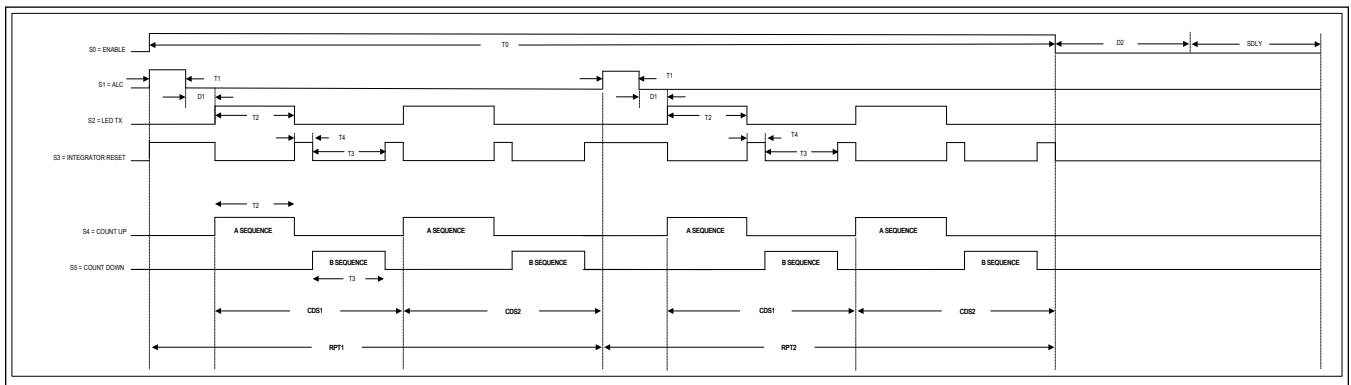 S0 = ENABLE
T0
D2
SDLY
S1 = ALC
T1
T1
D1
D1
S2 = LED TX
T2
T2
T4
T4
S3 = INTEGRATOR RESET
T3
T3
T2
S4 = COUNT UP
A SEQUENCE
A SEQUENCE
A SEQUENCE
A SEQUENCE
S5 = COUNT DOWN
B SEQUENCE
B SEQUENCE
B SEQUENCE
B SEQUENCE
T3
CDS1
CDS2
CDS1
CDS2
RPT1
RPT2